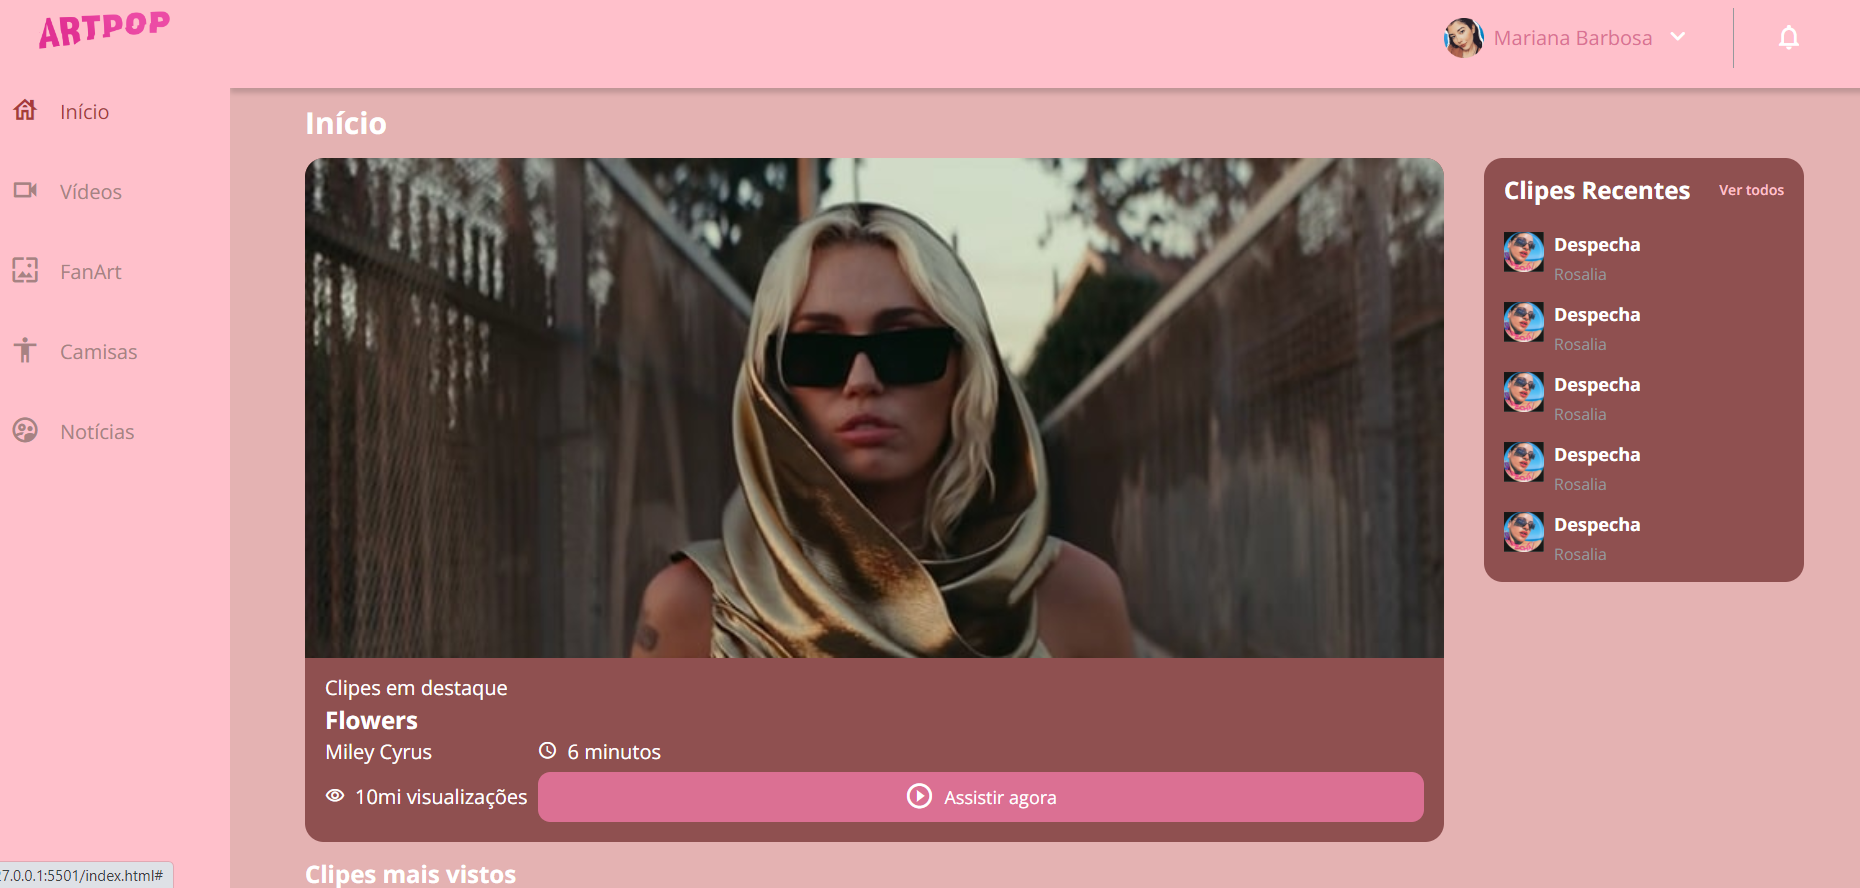 ARTPOP
Mariana Barbosa
Início
Vídeos
FanArt
Camisas
Notícias
Início
Clipes em destaque
Flowers
Miley Cyrus
6 minutos
10mi visualizações
Assistir agora
Clipes mais vistos
Clipes Recentes
Ver todos
Despecha
Rosalia
Despecha
Rosalia
Despecha
Rosalia
Despecha
Rosalia
Despecha
Rosalia
7.0.0.1:5501/index.html#